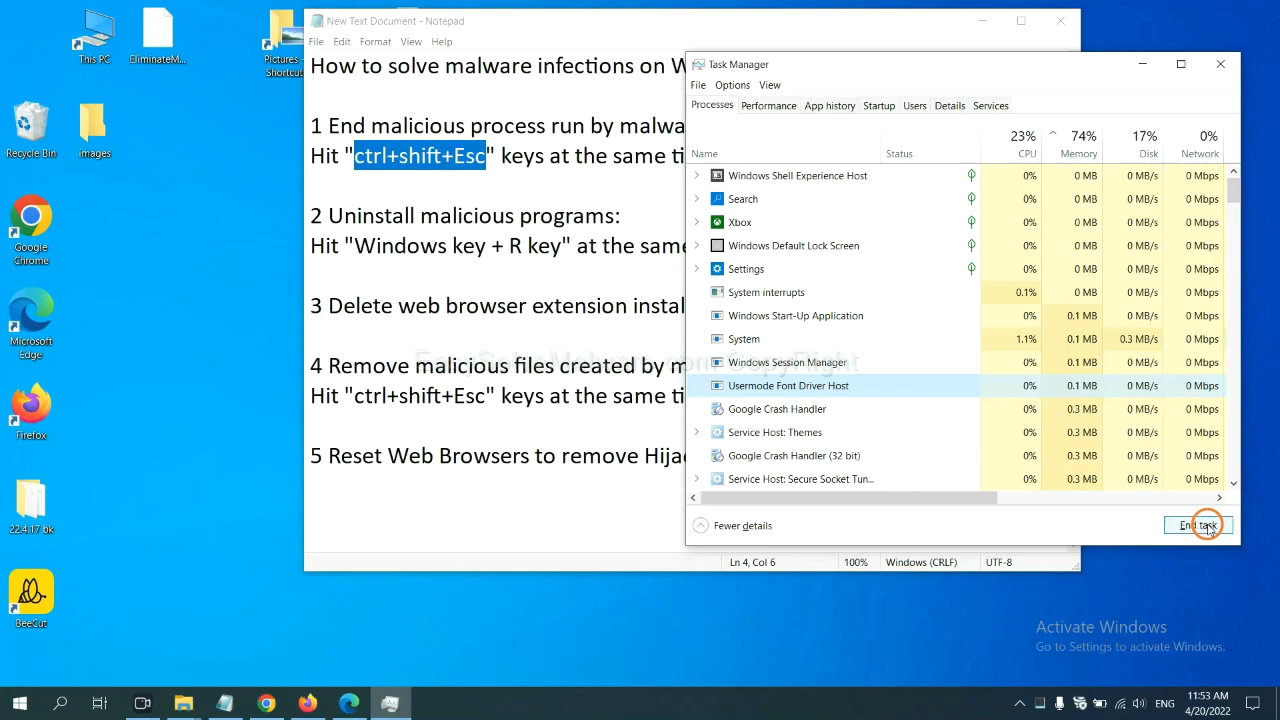 This PC
EliminateM...
Pictures -
Shortcut
Recycle Bin
images
Google
Chrome
Microsoft
Edge
Firefox
22.4.17 bk
BeeCut
New Text Document - Notepad
File Edit Format View Help
How to solve malware infections on W
1 End malicious process run by malwa
Hit "ctrl+shift+Esc" keys at the same ti
2 Uninstall malicious programs:
Hit "Windows key + R key" at the same
3 Delete web browser extension instal
4 Remove malicious files created by m
Hit "ctrl+shift+Esc" keys at the same ti
5 Reset Web Browsers to remove Hijac
Ln 4, Col 6 100% Windows (CRLF) UTF-8
Task Manager
File Options View
Processes Performance App history Startup Users Details Services
23% 74% 17% 0%
Name Status CPU Memory Disk Network
Windows Shell Experience Host 0% 0 MB 0 MB/s 0 Mbps
Search 0% 0 MB 0 MB/s 0 Mbps
Xbox 0% 0 MB 0 MB/s 0 Mbps
Windows Default Lock Screen 0% 0 MB 0 MB/s 0 Mbps
Settings 0% 0 MB 0 MB/s 0 Mbps
System interrupts 0.1% 0 MB 0 MB/s 0 Mbps
Windows Start-Up Application 0% 0.1 MB 0 MB/s 0 Mbps
System 1.1% 0.1 MB 0.3 MB/s 0 Mbps
Windows Session Manager 0% 0.1 MB 0 MB/s 0 Mbps
Usermode Font Driver Host 0% 0.1 MB 0 MB/s 0 Mbps
Google Crash Handler 0% 0.3 MB 0 MB/s 0 Mbps
Service Host: Themes 0% 0.3 MB 0 MB/s 0 Mbps
Google Crash Handler (32 bit) 0% 0.3 MB 0 MB/s 0 Mbps
Service Host: Secure Socket Tun... 0% 0.3 MB 0 MB/s 0 Mbps
Fewer details
End task
CopyRight
Activate Windows
Go to Settings to activate Windows.
ENG
11:53 AM
4/20/2022